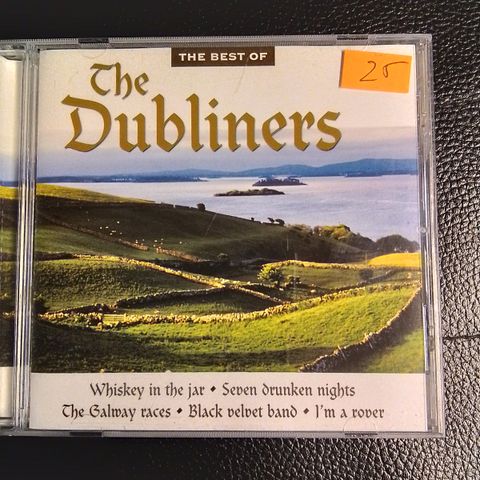 THE BEST OF
25
The
Dubliners
Whiskey in the jar • Seven drunken nights
The Galway races • Black velvet band • I'm a rover